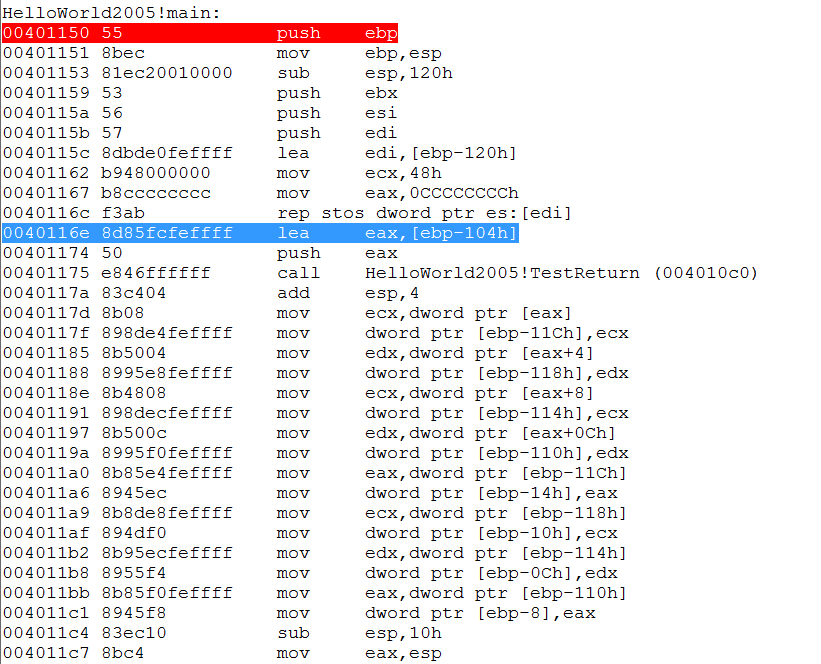 HelloWorld2005!main:
00401150 55 push ebp
00401151 8bec mov ebp,esp
00401153 81ec20010000 sub esp,120h
00401159 53 push ebx
0040115a 56 push esi
0040115b 57 push edi
0040115c 8dbde0feffff lea edi,[ebp-120h]
00401162 b948000000 mov ecx,48h
00401167 b8cccccccc mov eax,0CCCCCCCCh
0040116c f3ab rep stos dword ptr es:[edi]
0040116e 8d85fcfeffff lea eax,[ebp-104h]
00401174 50 push eax
00401175 e846ffffff call HelloWorld2005!TestReturn (004010c0)
0040117a 83c404 add esp,4
0040117d 8b08 mov ecx,dword ptr [eax]
0040117f 898de4feffff mov dword ptr [ebp-11Ch],ecx
00401185 8b5004 mov edx,dword ptr [eax+4]
00401188 8995e8feffff mov dword ptr [ebp-118h],edx
0040118e 8b4808 mov ecx,dword ptr [eax+8]
00401191 898decfeffff mov dword ptr [ebp-114h],ecx
00401197 8b500c mov edx,dword ptr [eax+0Ch]
0040119a 8995f0feffff mov dword ptr [ebp-110h],edx
004011a0 8b85e4feffff mov eax,dword ptr [ebp-11Ch]
004011a6 8945ec mov dword ptr [ebp-14h],eax
004011a9 8b8de8feffff mov ecx,dword ptr [ebp-118h]
004011af 894df0 mov dword ptr [ebp-10h],ecx
004011b2 8b95ecfeffff mov edx,dword ptr [ebp-114h]
004011b8 8955f4 mov dword ptr [ebp-0Ch],edx
004011bb 8b85f0feffff mov eax,dword ptr [ebp-110h]
004011c1 8945f8 mov dword ptr [ebp-8],eax
004011c4 83ec10 sub esp,10h
004011c7 8bc4 mov eax,esp